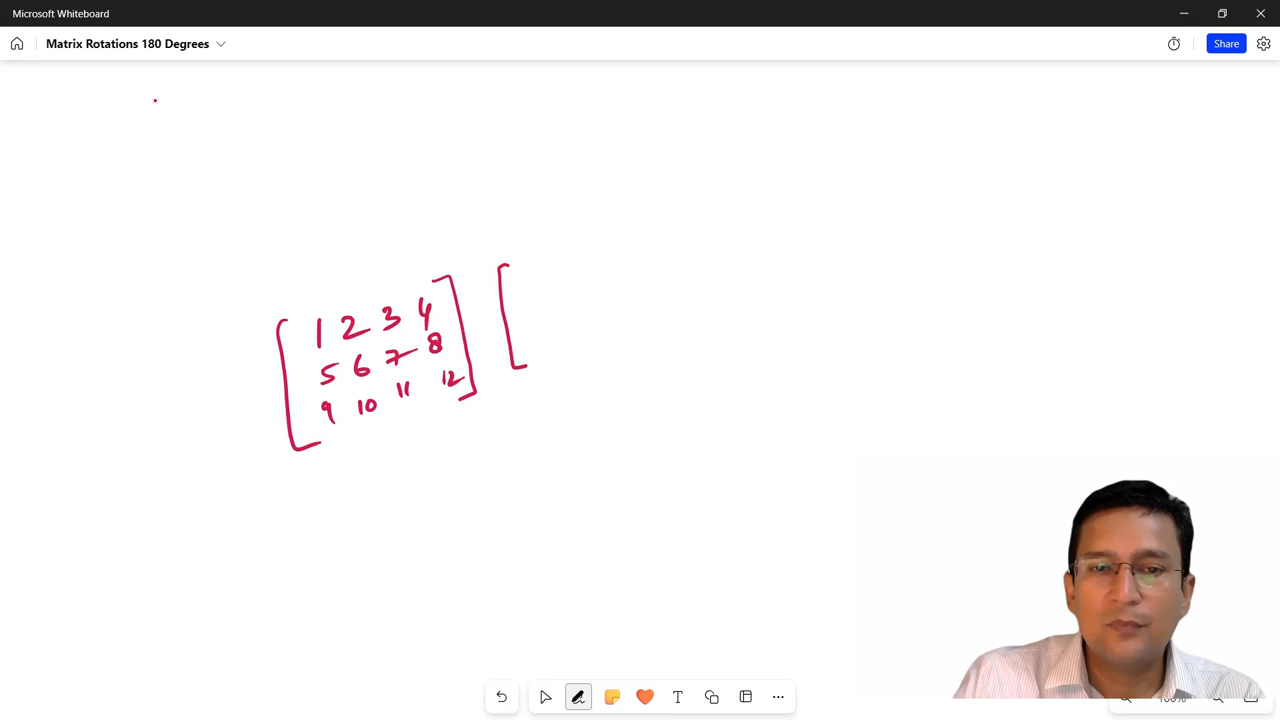 Microsoft Whiteboard
Matrix Rotations 180 Degrees
Share
1 2 3 4
5 6 7 8
9 10 11 12
T
100%